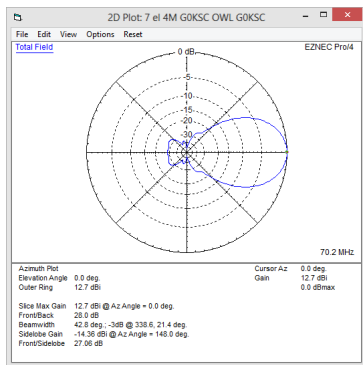 2D Plot: 7 el 4M G0KSC OWL G0KSC
File Edit View Options Reset
Total Field
EZNEC Pro/4
0 dB
-5
-10
-15
-20
-30
70.2 MHz
Azimuth Plot
Cursor Az 0.0 deg.
Elevation Angle 0.0 deg.
Gain 12.7 dBi
Outer Ring 12.7 dBi
0.0 dBmax
Slice Max Gain 12.7 dBi @ Az Angle = 0.0 deg.
Front/Back 28.0 dB
Beamwidth 42.8 deg.; -3dB @ 338.6, 21.4 deg.
Sidelobe Gain -14.36 dBi @ Az Angle = 148.0 deg.
Front/Sidelobe 27.06 dB